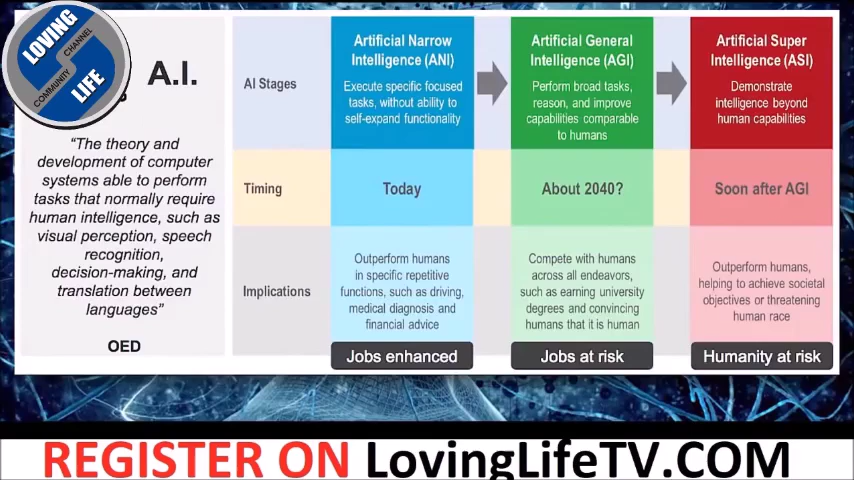 LOVING
CHANNEL
COMMUNITY
LIFE
A.I.
“The theory and
development of computer
systems able to perform
tasks that normally require
human intelligence, such as
visual perception, speech
recognition,
decision-making, and
translation between
languages”
OED
AI Stages
Artificial Narrow
Intelligence (ANI)
Execute specific focused
tasks, without ability to
self-expand functionality
Artificial General
Intelligence (AGI)
Perform broad tasks,
reason, and improve
capabilities comparable
to humans
Artificial Super
Intelligence (ASI)
Demonstrate
intelligence beyond
human capabilities
Timing
Today
About 2040?
Soon after AGI
Implications
Outperform humans
in specific repetitive
functions, such as driving,
medical diagnosis and
financial advice
Compete with humans
across all endeavors,
such as earning university
degrees and convincing
humans that it is human
Outperform humans,
helping to achieve societal
objectives or threatening
human race
Jobs enhanced
Jobs at risk
Humanity at risk
REGISTER ON LovingLifeTV.COM